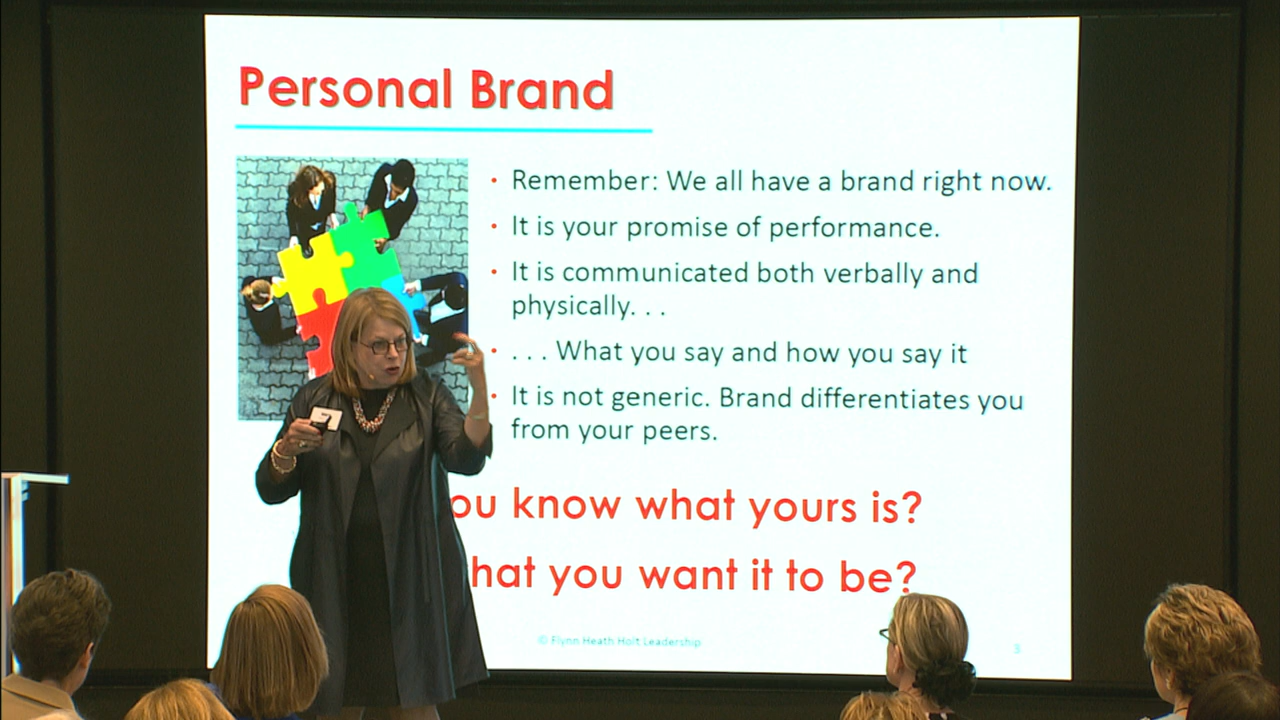 Personal Brand
• Remember: We all have a brand right now.
• It is your promise of performance.
• It is communicated both verbally and
physically. . .
• . . . What you say and how you say it
• It is not generic. Brand differentiates you
from your peers.
ou know what yours is?
hat you want it to be?
© Flynn Heath Holt Leadership
3